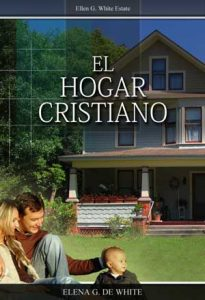 Ellen G. White Estate
EL
HOGAR
CRISTIANO
ELENA G. DE WHITE